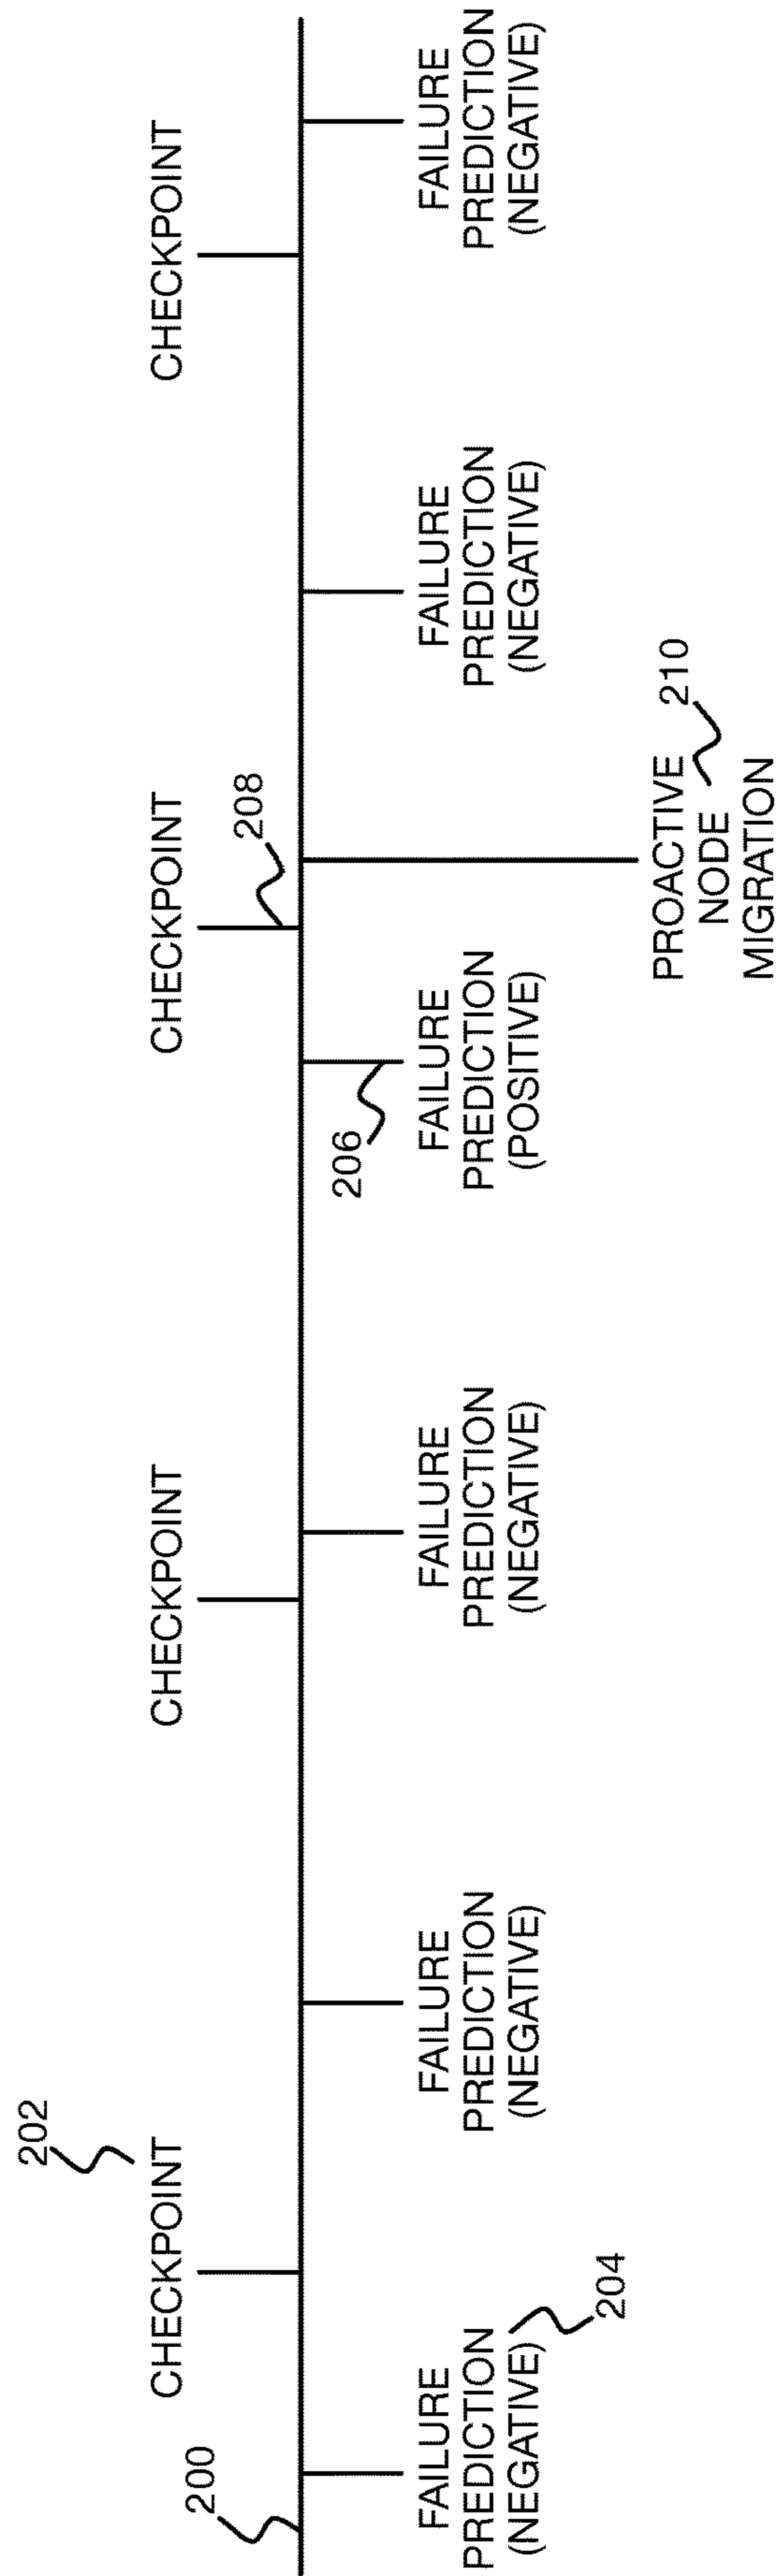 202
CHECKPOINT
CHECKPOINT
CHECKPOINT
CHECKPOINT
200
208
206
FAILURE
PREDICTION
(NEGATIVE)
204
FAILURE
PREDICTION
(NEGATIVE)
FAILURE
PREDICTION
(NEGATIVE)
FAILURE
PREDICTION
(POSITIVE)
FAILURE
PREDICTION
(NEGATIVE)
FAILURE
PREDICTION
(NEGATIVE)
PROACTIVE
NODE
MIGRATION
210